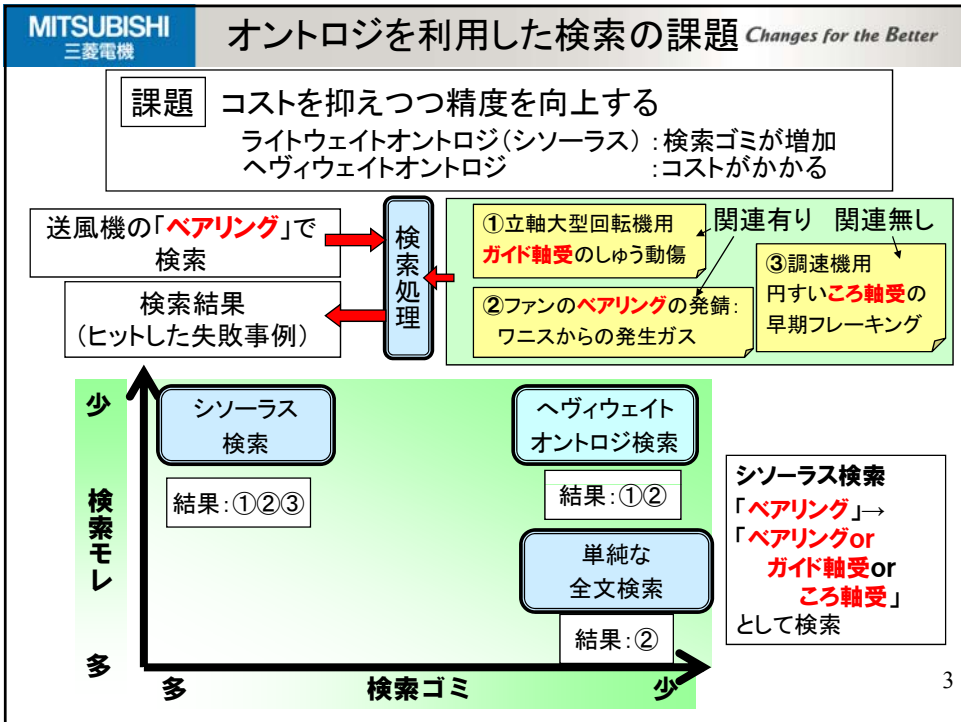 MITSUBISHI
三菱電機
オントロジを利用した検索の課題
Changes for the Better
課題 コストを抑えつつ精度を向上する
ライトウェイトオントロジ(シソーラス):検索ゴミが増加
ヘヴィウェイトオントロジ :コストがかかる
送風機の「ベアリング」で
検索
検索結果
(ヒットした失敗事例)
検索処理
①立軸大型回転機用
ガイド軸受のしゅう動傷
関連有り 関連無し
②ファンのベアリングの発錆:
ワニスからの発生ガス
③調速機用
円すいころ軸受の
早期フレーキング
少
検索モレ
多
シソーラス
検索
結果:①②③
ヘヴィウェイト
オントロジ検索
結果:①②
単純な
全文検索
結果:②
多 検索ゴミ 少
シソーラス検索
「ベアリング」→
「ベアリングor
ガイド軸受or
ころ軸受」
として検索
3